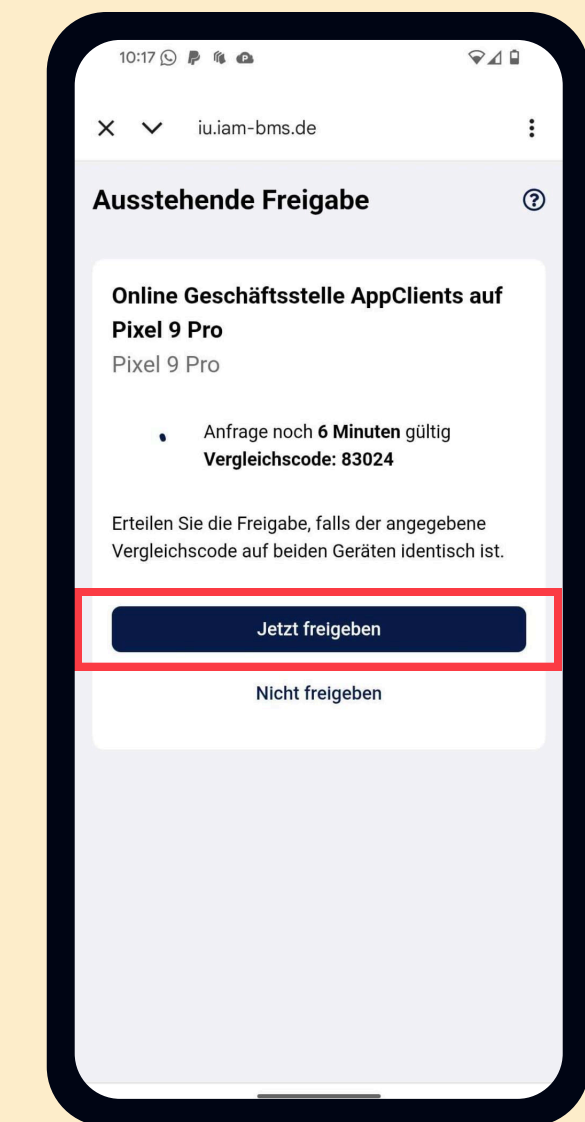 10:17
iu.iam-bms.de
Ausstehende Freigabe
Online Geschäftsstelle AppClients auf
Pixel 9 Pro
Pixel 9 Pro
Anfrage noch 6 Minuten gültig
Vergleichscode: 83024
Erteilen Sie die Freigabe, falls der angegebene
Vergleichscode auf beiden Geräten identisch ist.
Jetzt freigeben
Nicht freigeben